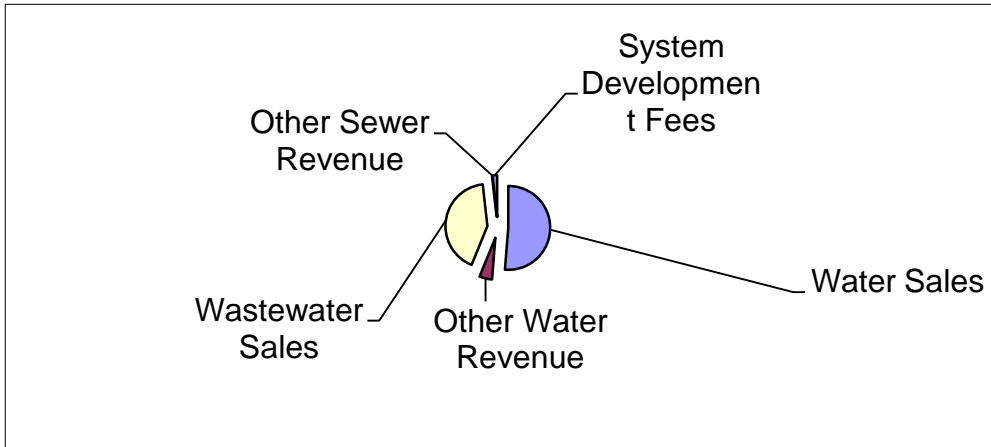 System
Developmen
t Fees
Other Sewer
Revenue
Water Sales
Wastewater
Sales
Other Water
Revenue